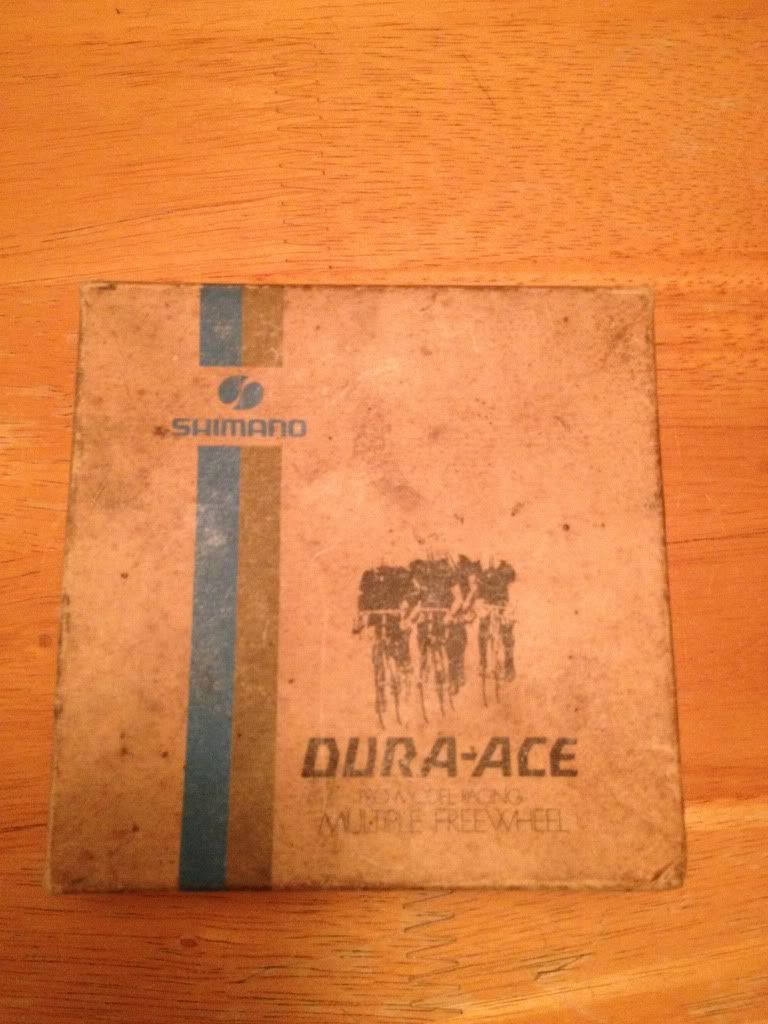 SHIMANO
DURA-ACE
PRO MODEL RACING
MULTIPLE FREEWHEEL